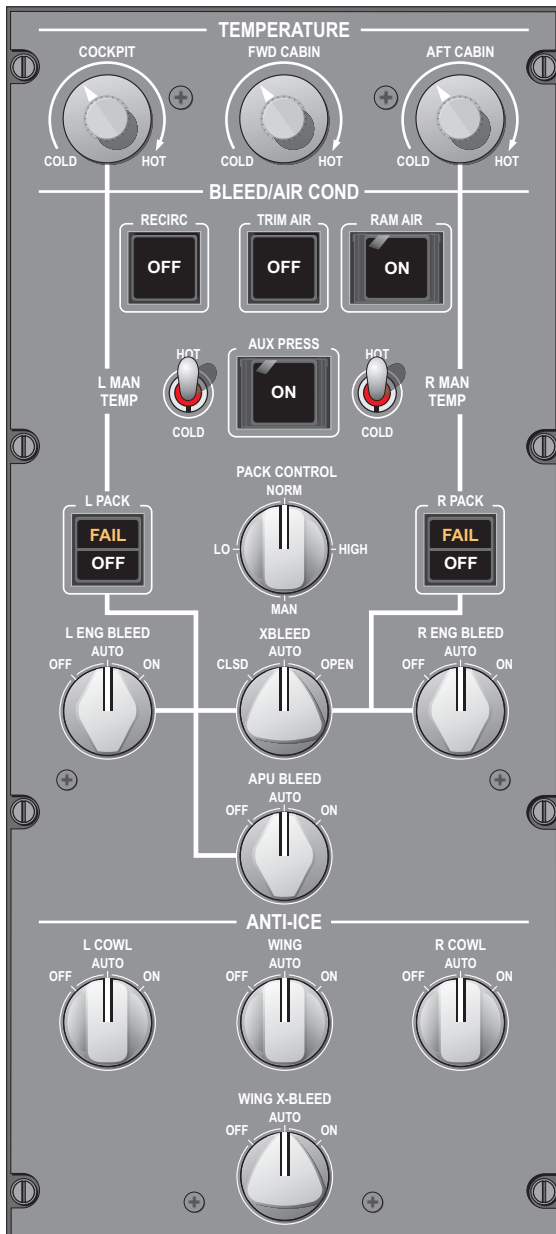 TEMPERATURE
COCKPIT FWD CABIN AFT CABIN
COLD HOT COLD HOT COLD HOT
BLEED/AIR COND
RECIRC TRIM AIR RAM AIR
OFF OFF ON
AUX PRESS
HOT HOT
L MAN TEMP ON R MAN TEMP
COLD COLD
PACK CONTROL
NORM
L PACK R PACK
FAIL FAIL
OFF LO HIGH OFF
MAN
L ENG BLEED XBLEED R ENG BLEED
OFF AUTO ON CLSD AUTO OPEN OFF AUTO ON
APU BLEED
OFF AUTO ON
ANTI-ICE
L COWL WING R COWL
OFF AUTO ON OFF AUTO ON OFF AUTO ON
WING X-BLEED
OFF AUTO ON